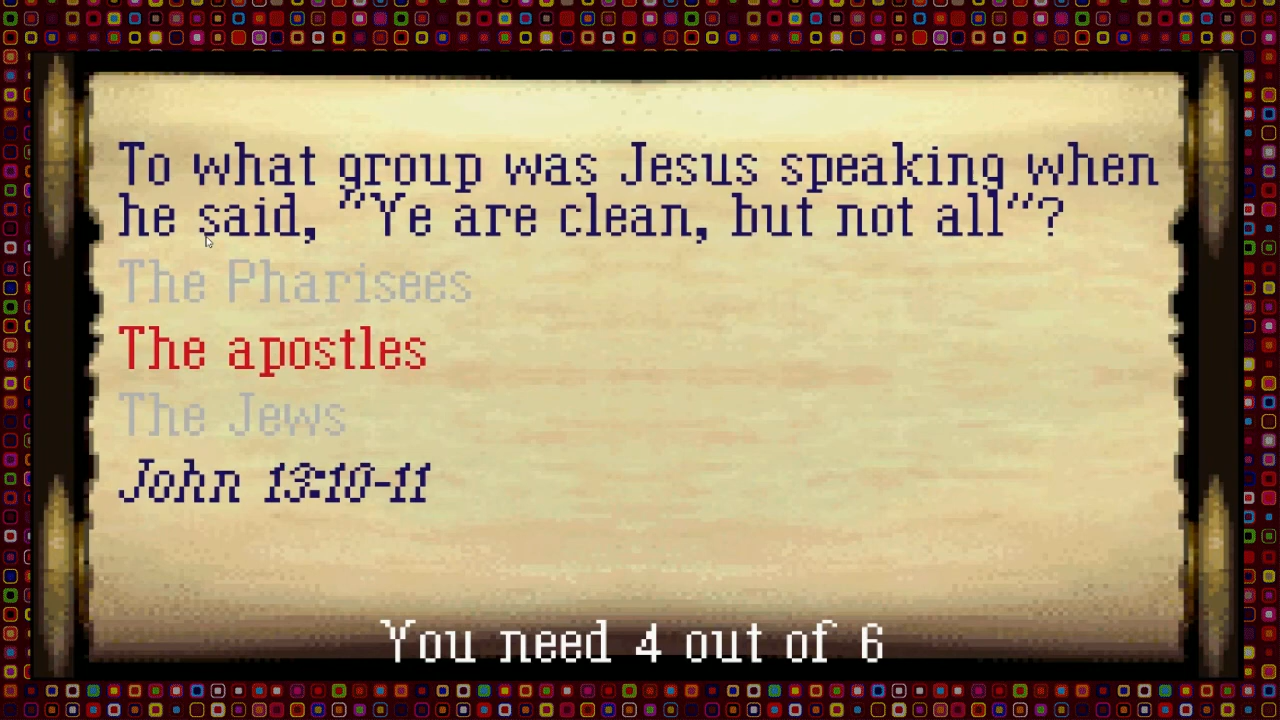 To what group was Jesus speaking when
he said, "Ye are clean, but not all"?
The Pharisees
The apostles
The Jews
John 13:10-11
You need 4 out of 6